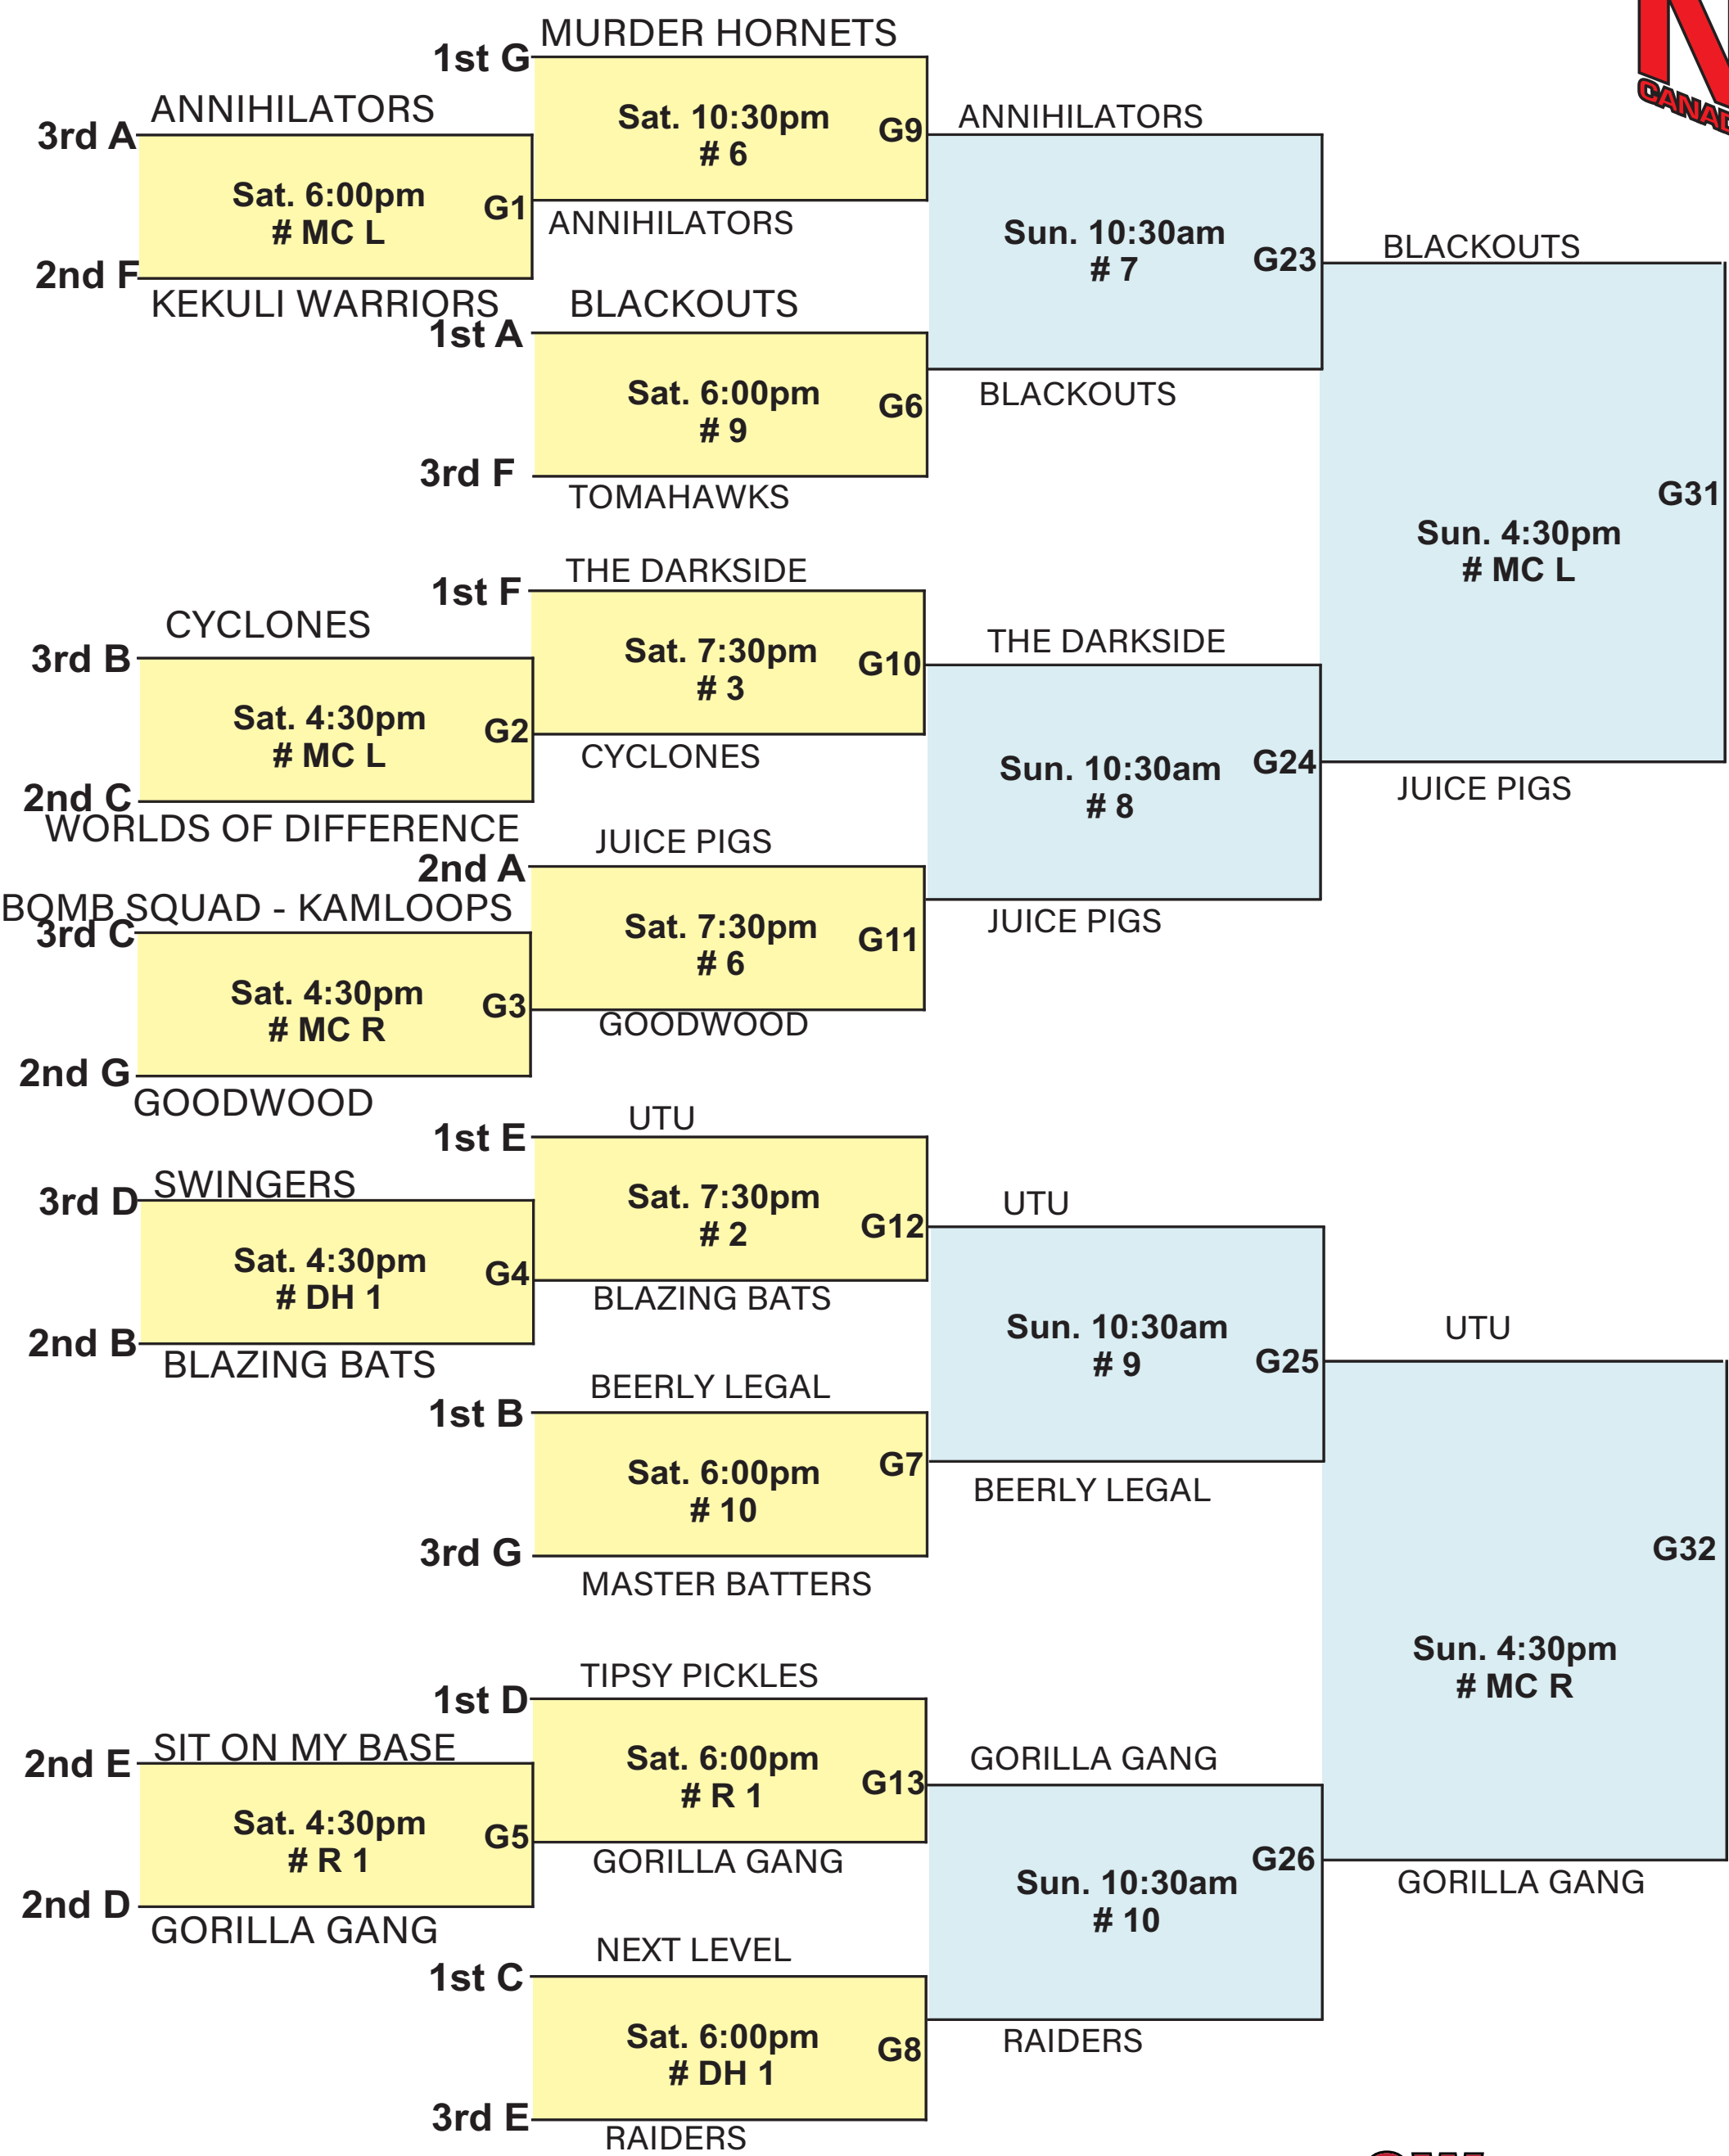 MURDER HORNETS
1st G
ANNIHILATORS
3rd A
Sat. 10:30pm
# 6
G9
ANNIHILATORS
CANAD
Sat. 6:00pm
# MC L
G1
ANNIHILATORS
Sun. 10:30am
# 7
G23
BLACKOUTS
2nd F
KEKULI WARRIORS
BLACKOUTS
1st A
Sat. 6:00pm
# 9
G6
BLACKOUTS
3rd F
TOMAHAWKS
G31
Sun. 4:30pm
# MC L
THE DARKSIDE
1st F
CYCLONES
3rd B
Sat. 7:30pm
# 3
G10
THE DARKSIDE
Sat. 4:30pm
# MC L
G2
CYCLONES
Sun. 10:30am
# 8
G24
JUICE PIGS
2nd C
WORLDS OF DIFFERENCE
JUICE PIGS
2nd A
BOMB SQUAD - KAMLOOPS
3rd C
Sat. 7:30pm
# 6
G11
JUICE PIGS
Sat. 4:30pm
# MC R
G3
GOODWOOD
2nd G
GOODWOOD
UTU
1st E
SWINGERS
3rd D
Sat. 7:30pm
# 2
G12
UTU
Sat. 4:30pm
# DH 1
G4
BLAZING BATS
Sun. 10:30am
# 9
G25
UTU
2nd B
BLAZING BATS
BEERLY LEGAL
1st B
Sat. 6:00pm
# 10
G7
BEERLY LEGAL
3rd G
MASTER BATTERS
G32
Sun. 4:30pm
# MC R
TIPSY PICKLES
1st D
SIT ON MY BASE
2nd E
Sat. 6:00pm
# R 1
G13
GORILLA GANG
Sat. 4:30pm
# R 1
G5
GORILLA GANG
Sun. 10:30am
# 10
G26
GORILLA GANG
2nd D
GORILLA GANG
NEXT LEVEL
1st C
Sat. 6:00pm
# DH 1
G8
RAIDERS
3rd E
RAIDERS